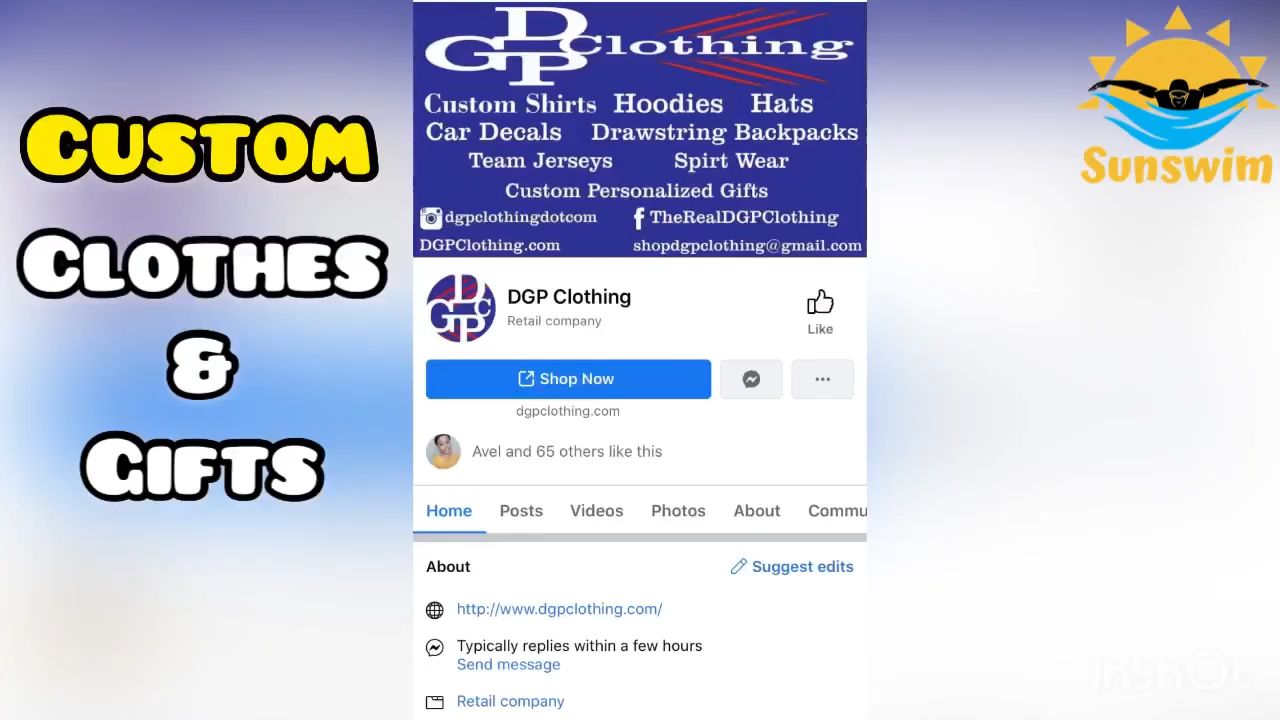 CUSTOM
CLOTHES
&
GIFTS
DGP Clothing
Custom Shirts Hoodies Hats
Car Decals Drawstring Backpacks
Team Jerseys Spirt Wear
Custom Personalized Gifts
dgpclothingdotcom TheRealDGPClothing
DGPClothing.com shopdgpclothing@gmail.com
DGPC
DGP Clothing
Retail company
Like
Shop Now
dgpclothing.com
Avel and 65 others like this
Home Posts Videos Photos About Commu
About Suggest edits
http://www.dgpclothing.com/
Typically replies within a few hours
Send message
Retail company
Sunswim
InShOt